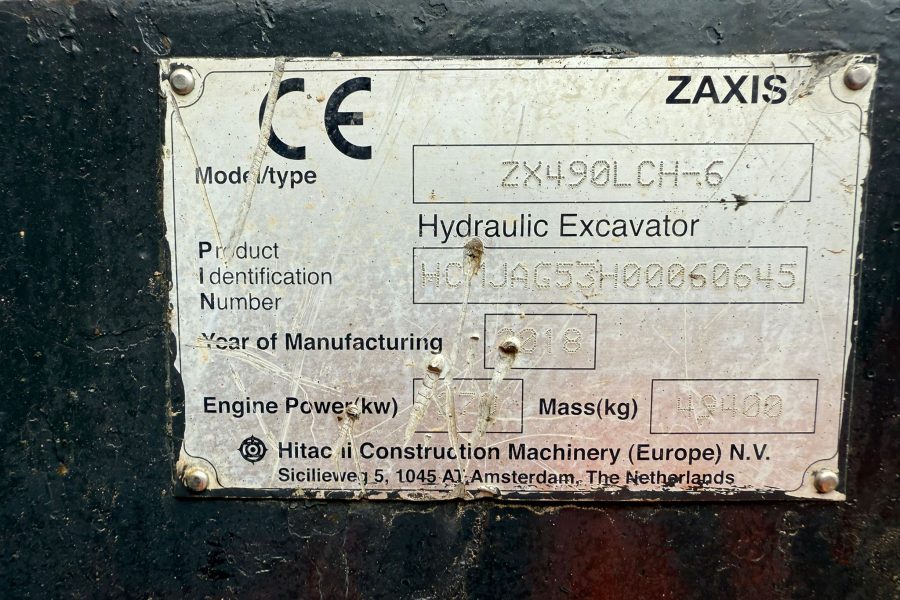 CE
ZAXIS
Model/type ZX490LCH-6
Hydraulic Excavator
Product
Identification HCMJAG53H00060645
Number
Year of Manufacturing 2018
Engine Power(kw) Mass(kg) 49400
Hitachi Construction Machinery (Europe) N.V.
Sicilieweg 5, 1045 AT Amsterdam, The Netherlands